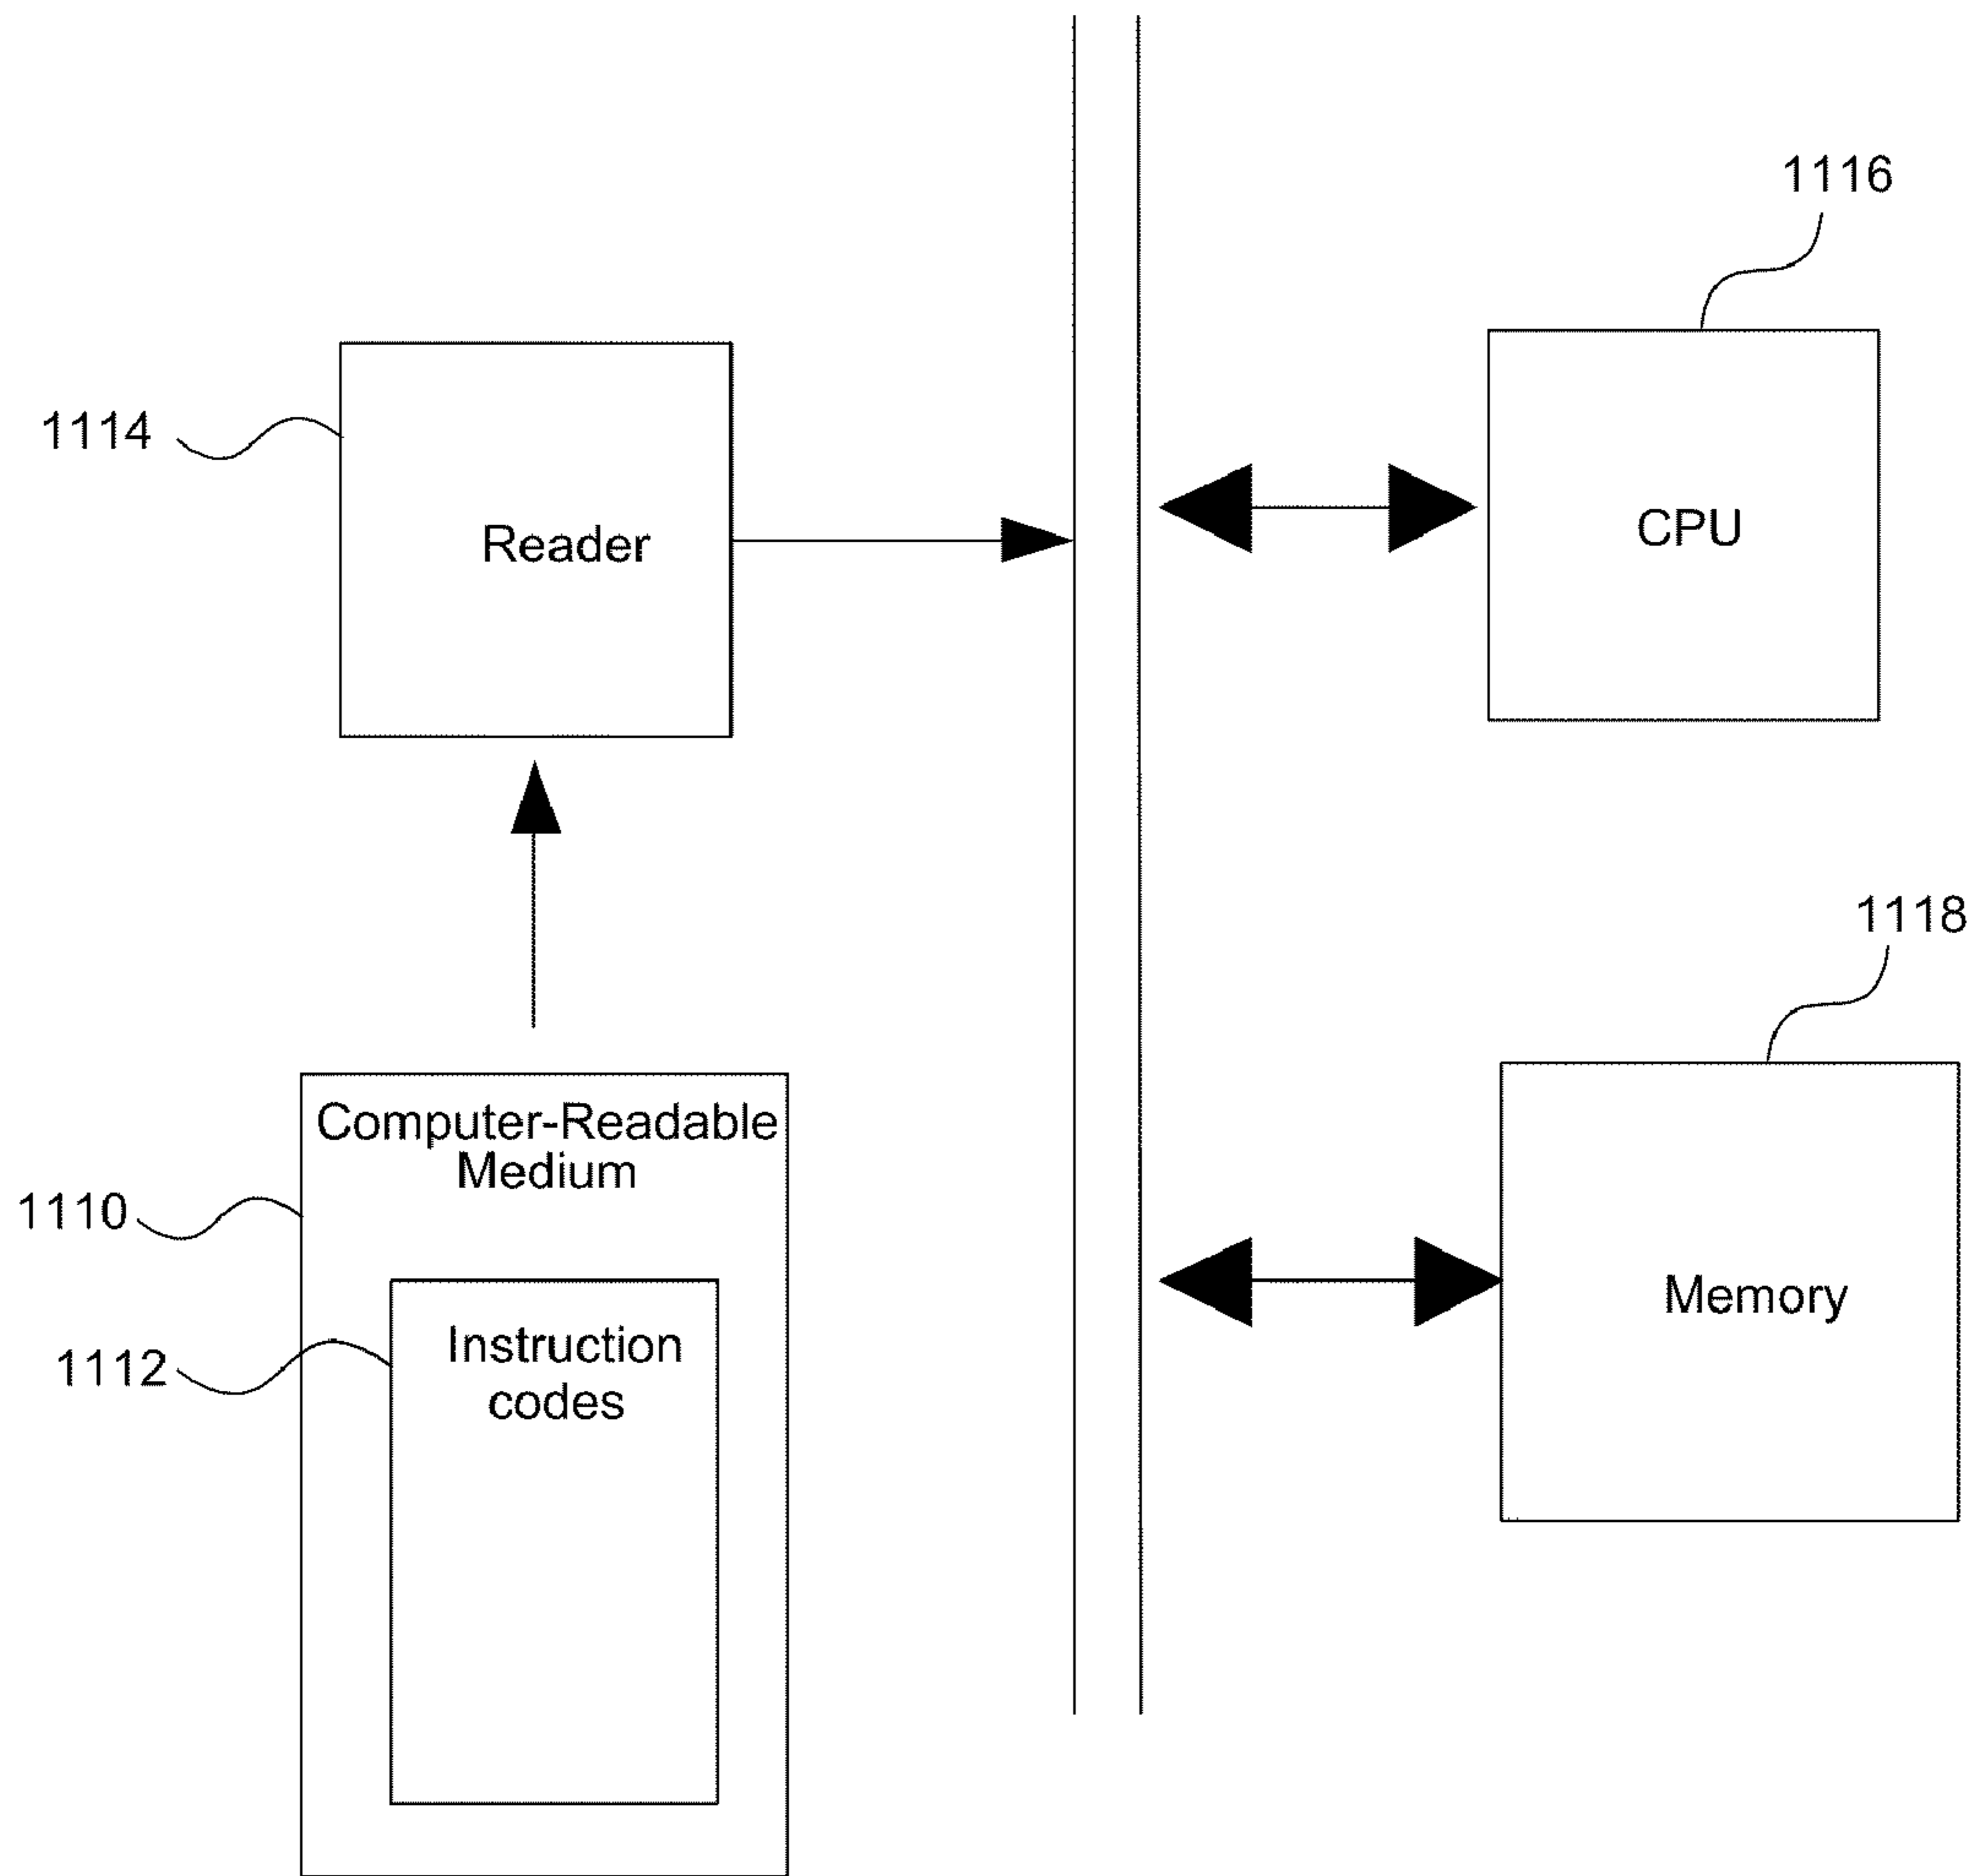 1116
1114
Reader
CPU
1118
Computer-Readable
Medium
1110
Memory
1112
Instruction
codes